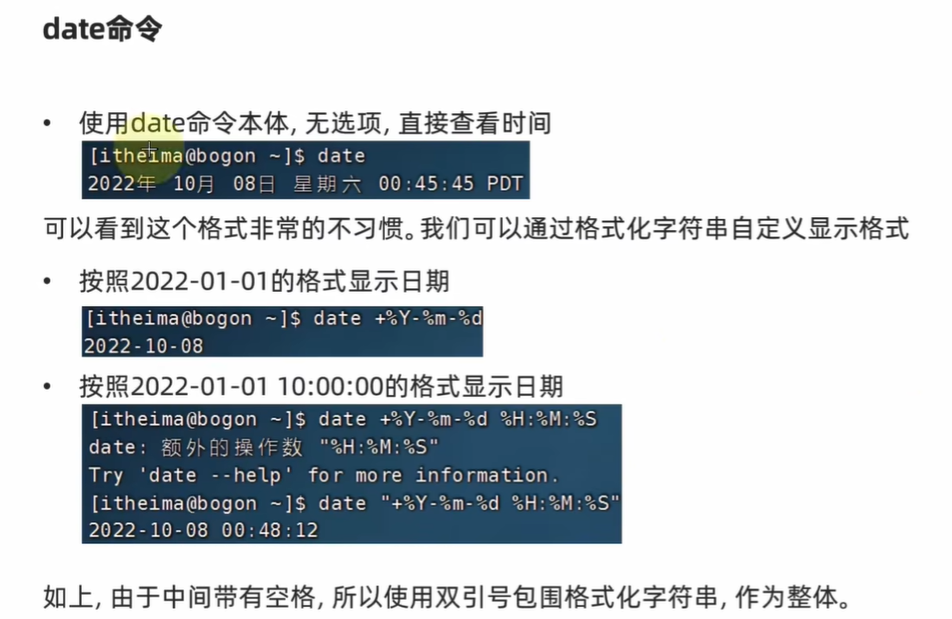 date命令
• 使用date命令本体, 无选项, 直接查看时间
[itheima@bogon ~]$ date
2022年 10月 08日 星期六 00:45:45 PDT
可以看到这个格式非常的不习惯。我们可以通过格式化字符串自定义显示格式
• 按照2022-01-01的格式显示日期
[itheima@bogon ~]$ date +%Y-%m-%d
2022-10-08
• 按照2022-01-01 10:00:00的格式显示日期
[itheima@bogon ~]$ date +%Y-%m-%d %H:%M:%S
date: 额外的操作数 "%H:%M:%S"
Try 'date --help' for more information.
[itheima@bogon ~]$ date "+%Y-%m-%d %H:%M:%S"
2022-10-08 00:48:12
如上, 由于中间带有空格, 所以使用双引号包围格式化字符串, 作为整体。